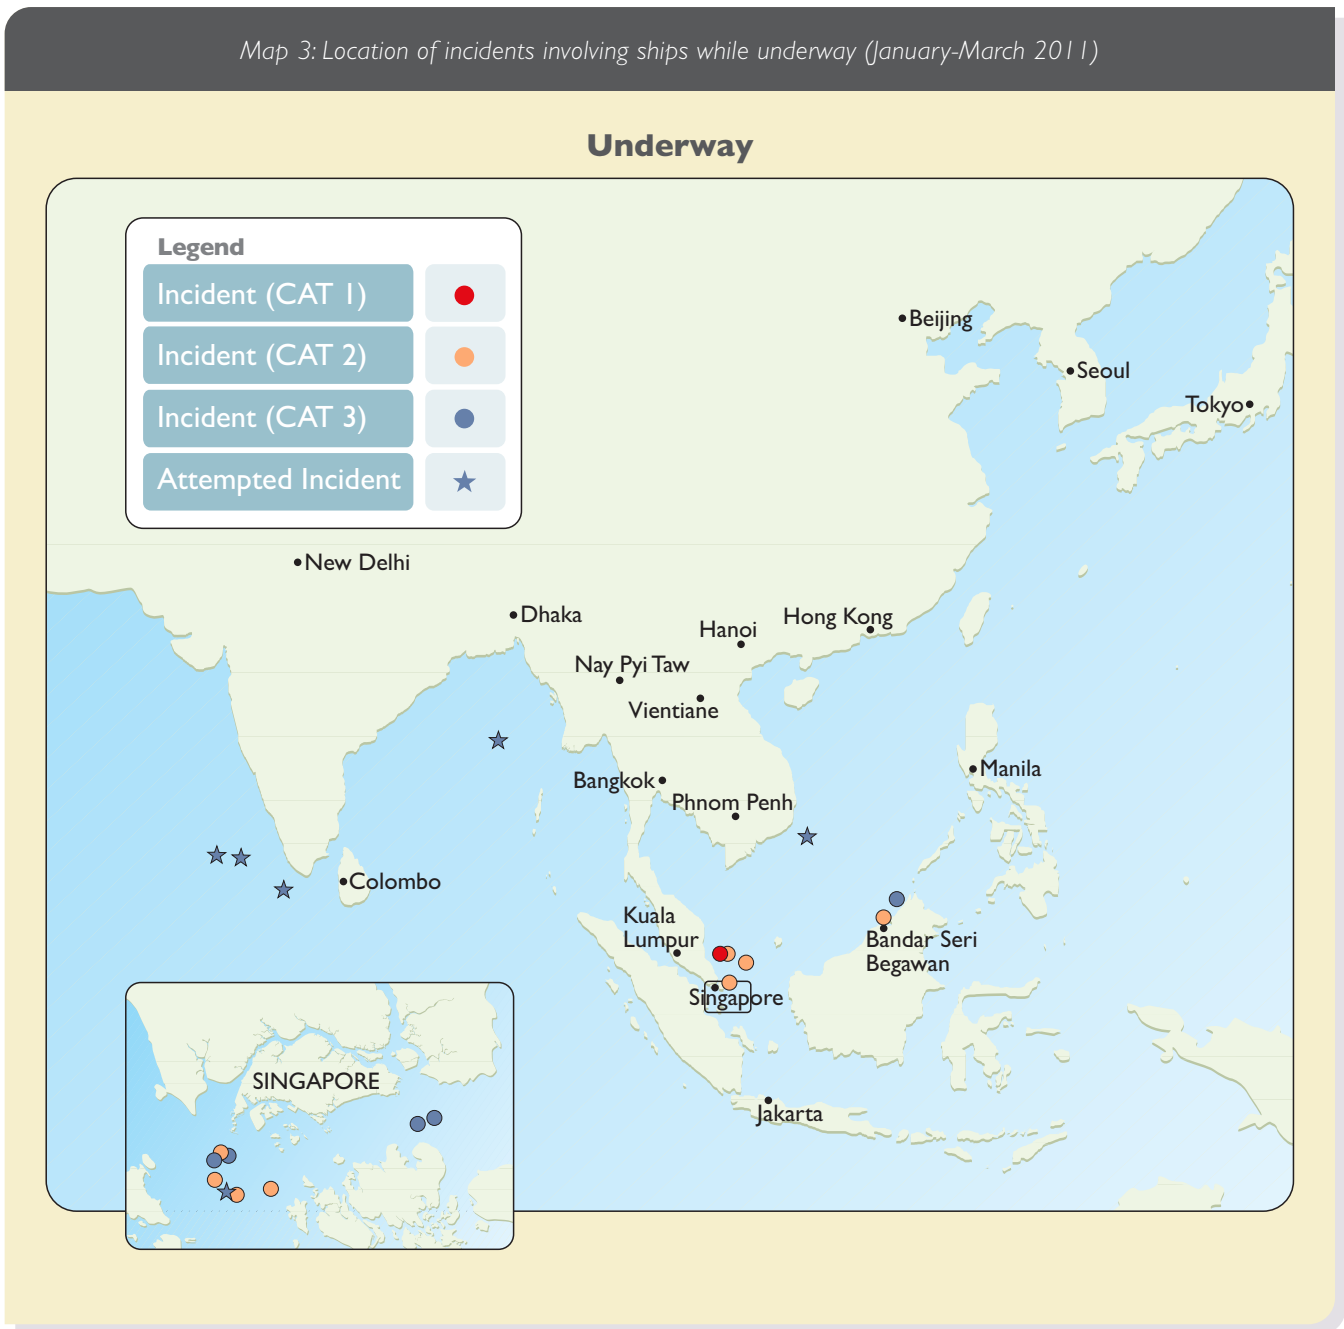 Map 3: Location of incidents involving ships while underway (January-March 2011)
Underway
Legend
Incident (CAT 1)
Incident (CAT 2)
Incident (CAT 3)
Attempted Incident
Beijing
Seoul
Tokyo
New Delhi
Dhaka
Hanoi
Hong Kong
Nay Pyi Taw
Vientiane
Bangkok
Manila
Phnom Penh
Colombo
Kuala
Lumpur
Bandar Seri
Begawan
Singapore
SINGAPORE
Jakarta